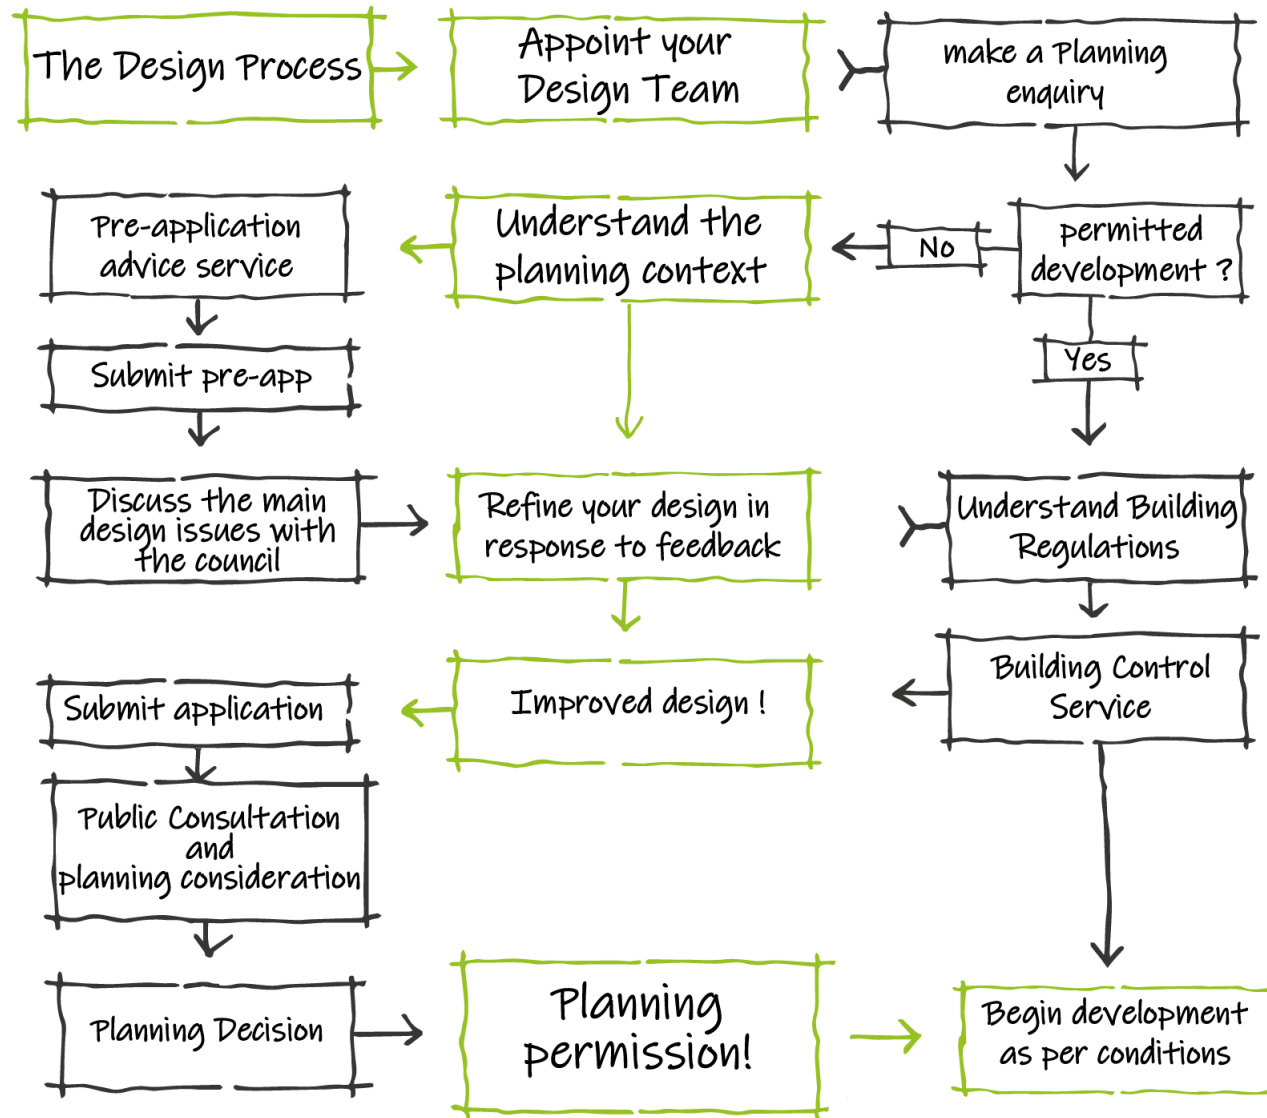 The Design Process
Appoint your
Design Team
make a Planning
enquiry
Pre-application
advice service
Understand the
planning context
No
permitted
development ?
Submit pre-app
Yes
Discuss the main
design issues with
the council
Refine your design in
response to feedback
Understand Building
Regulations
Submit application
Improved design !
Building Control
Service
Public Consultation
and
planning consideration
Planning Decision
Planning
permission!
Begin development
as per conditions